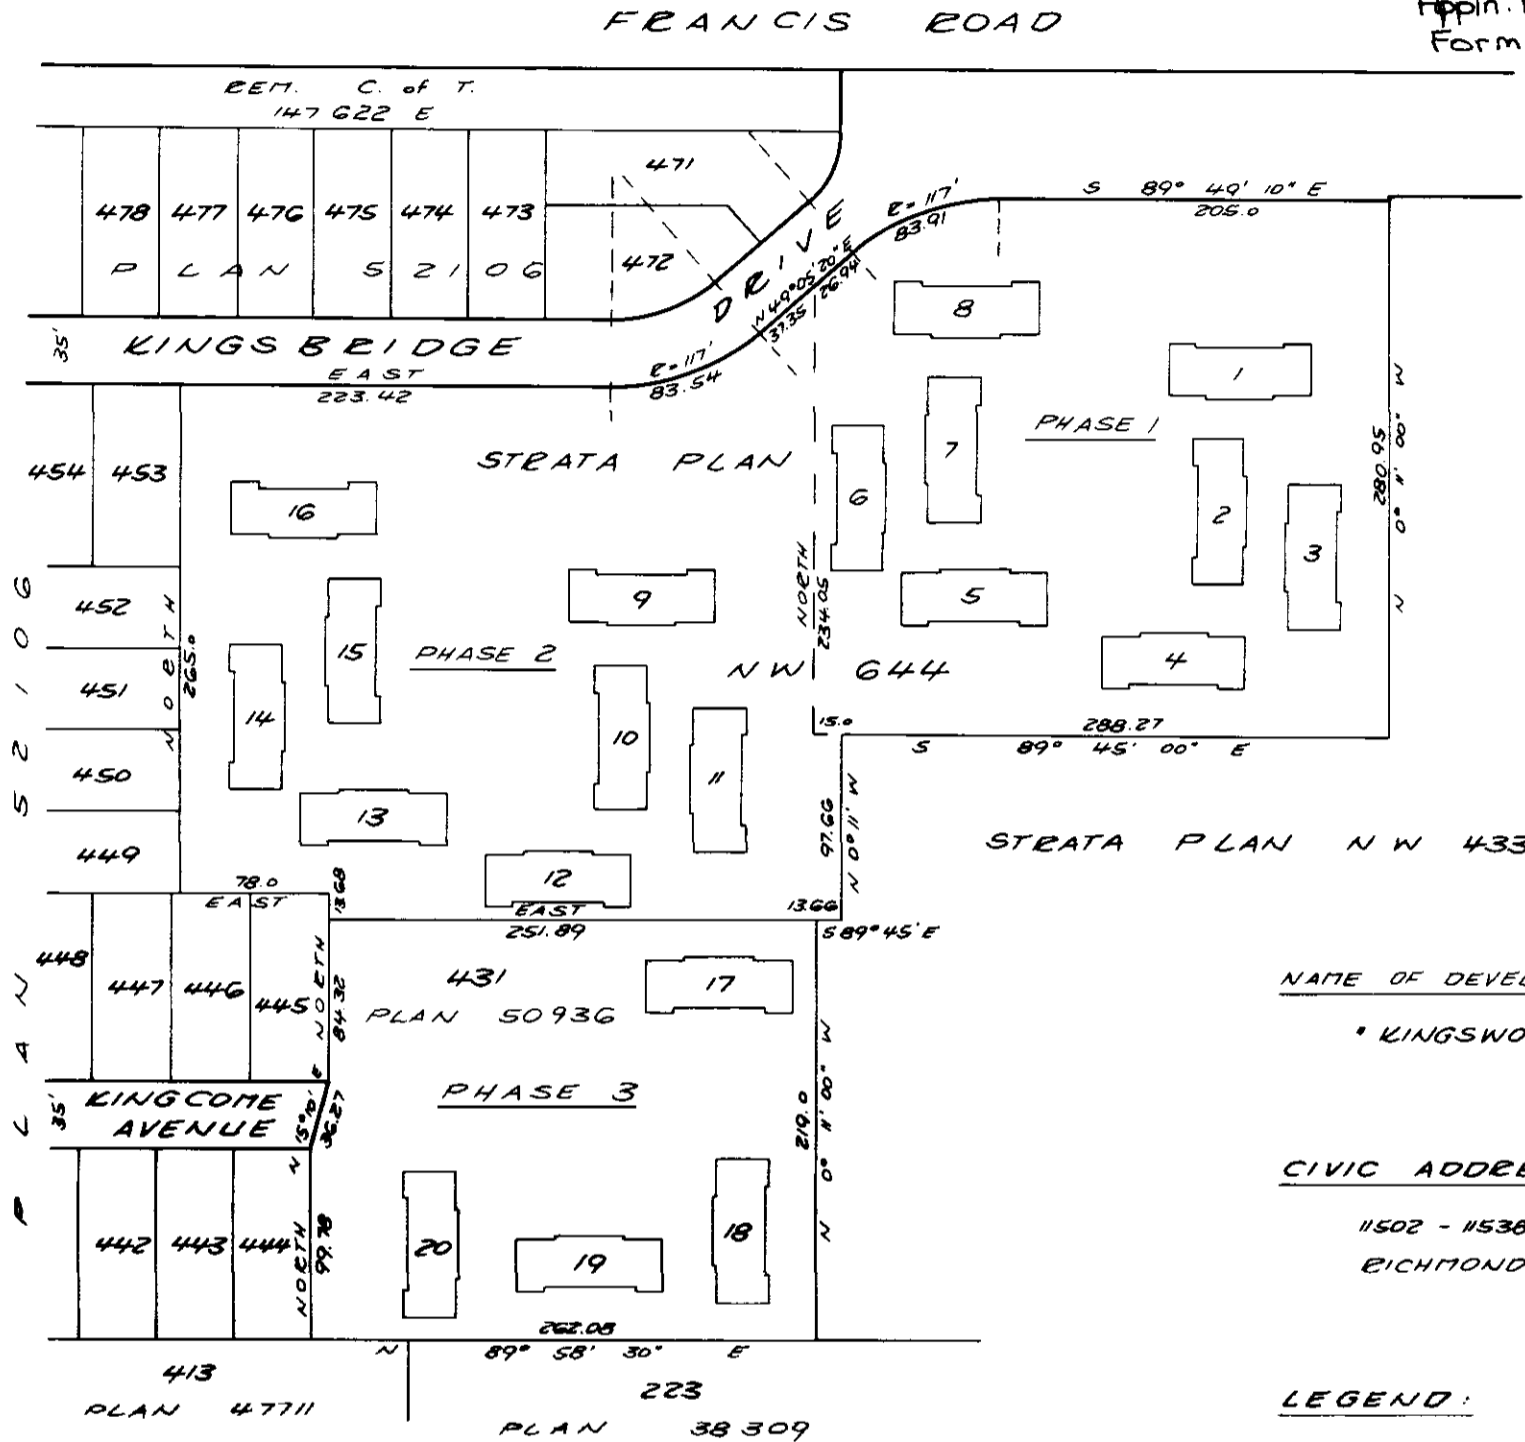 FRANCIS ROAD
Appln.
Form
REM. C. of T.
147622 E
471
478 477 476 475 474 473
472
PLAN 52106
DRIVE
R=117'
83.91
S 89° 49' 10" E
205.0
N 49°05'20" E
37.35 26.94
35'
KINGSBRIDGE
EAST
223.42
R=117'
83.54
8
1
PHASE 1
7
6
2
3
5
4
N 0° 11' 00" W
280.95
454 453
STRATA PLAN
NW 644
16
9
15
PHASE 2
14
10
11
13
12
NORTH
234.05
452
451
450
449
NORTH
265.0
15.0
288.27
S 89° 45' 00" E
97.66
N 0° 11' W
STRATA PLAN NW 433
PLAN 52106
78.0
EAST
13.68
EAST
251.89
13.66
S 89° 45' E
448
447 446 445
NORTH
84.32
431
PLAN 50936
17
NAME OF DEVEL
"KINGSWO
PHASE 3
35'
KINGCOME
AVENUE
N 15°10' E
36.27
219.0
N 0° 11' 00" W
CIVIC ADDRE
11502 - 11538
RICHMOND
442 443 444
NORTH
99.78
20
19
18
262.08
N 89° 58' 30" E
413
PLAN 47711
223
PLAN 38309
LEGEND: